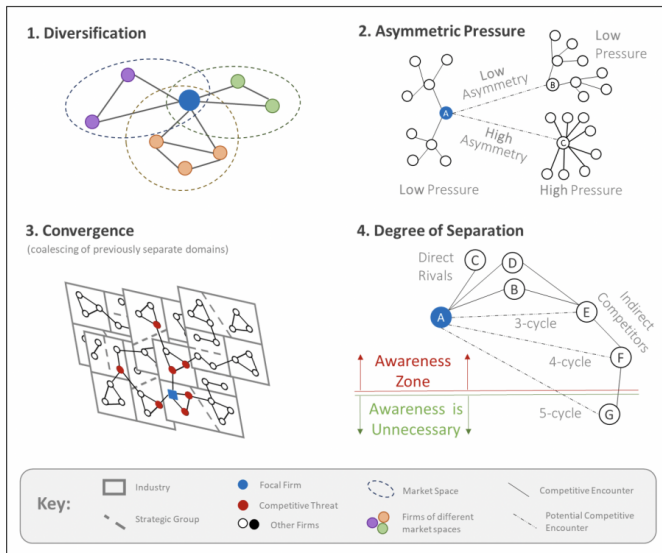 1. Diversification
2. Asymmetric Pressure
Low
Pressure
Low
Asymmetry
B
A
High
Asymmetry
C
Low Pressure
High Pressure
3. Convergence
(coalescing of previously separate domains)
4. Degree of Separation
Direct
Rivals
C
D
B
A
E
Indirect
Competitors
3-cycle
F
4-cycle
Awareness
Zone
Awareness is
Unnecessary
5-cycle
G
Key:
Industry
Strategic Group
Focal Firm
Competitive Threat
Other Firms
Market Space
Firms of different
market spaces
Competitive Encounter
Potential Competitive
Encounter